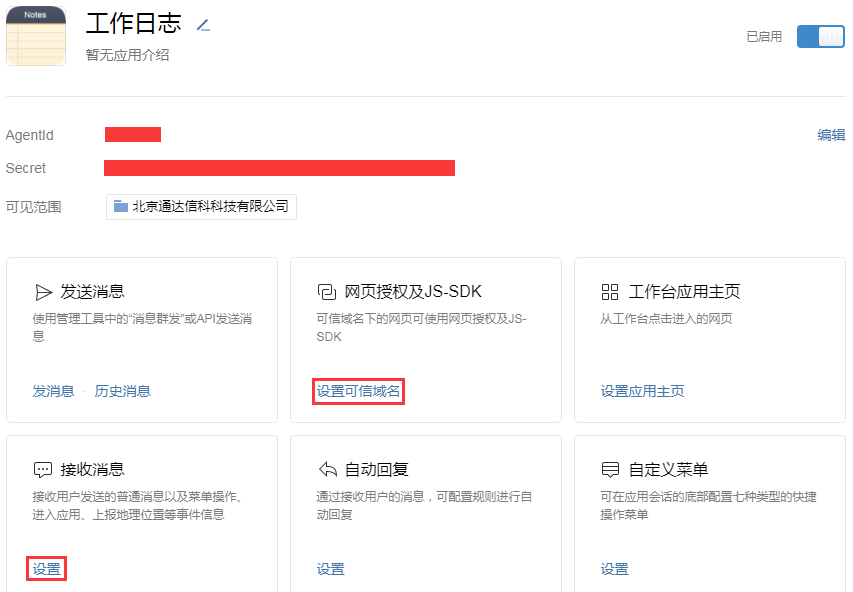 Notes
工作日志
暂无应用介绍
已启用
AgentId
编辑
Secret
可见范围
北京通达信科科技有限公司
发送消息
使用管理工具中的“消息群发”或API发送消
息
发消息 · 历史消息
网页授权及JS-SDK
可信域名下的网页可使用网页授权及JS-
SDK
设置可信域名
工作台应用主页
从工作台点击进入的网页
设置应用主页
接收消息
接收用户发送的普通消息以及菜单操作、
进入应用、上报地理位置等事件信息
设置
自动回复
通过接收用户的消息，可配置规则进行自
动回复
设置
自定义菜单
可在应用会话的底部配置七种类型的快捷
操作菜单
设置